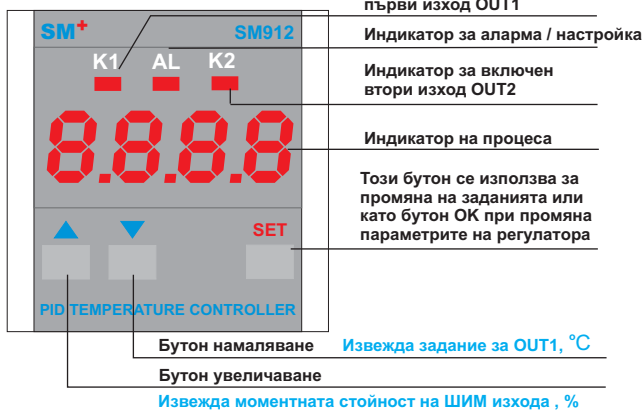 първи изход OUT1
SM+ SM912
Индикатор за аларма / настройка
K1 AL K2
Индикатор за включен
втори изход OUT2
8.8.8.8
Индикатор на процеса
Този бутон се използва за
промяна на заданията или
като бутон ОК при промяна
параметрите на регулатора
SET
PID TEMPERATURE CONTROLLER
Бутон намаляване Извежда задание за OUT1, °C
Бутон увеличаване
Извежда моментната стойност на ШИМ изхода , %